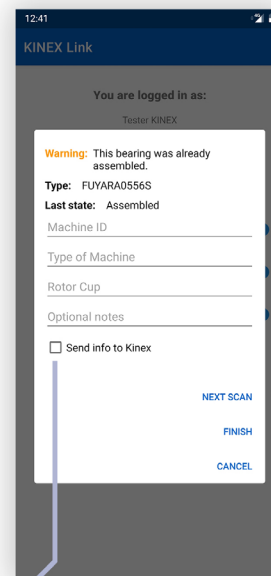 12:41
KINEX Link
You are logged in as:
Tester KINEX
Warning: This bearing was already
assembled.
Type: FUYARA0556S
Last state: Assembled
Machine ID
Type of Machine
Rotor Cup
Optional notes
Send info to Kinex
NEXT SCAN
FINISH
CANCEL